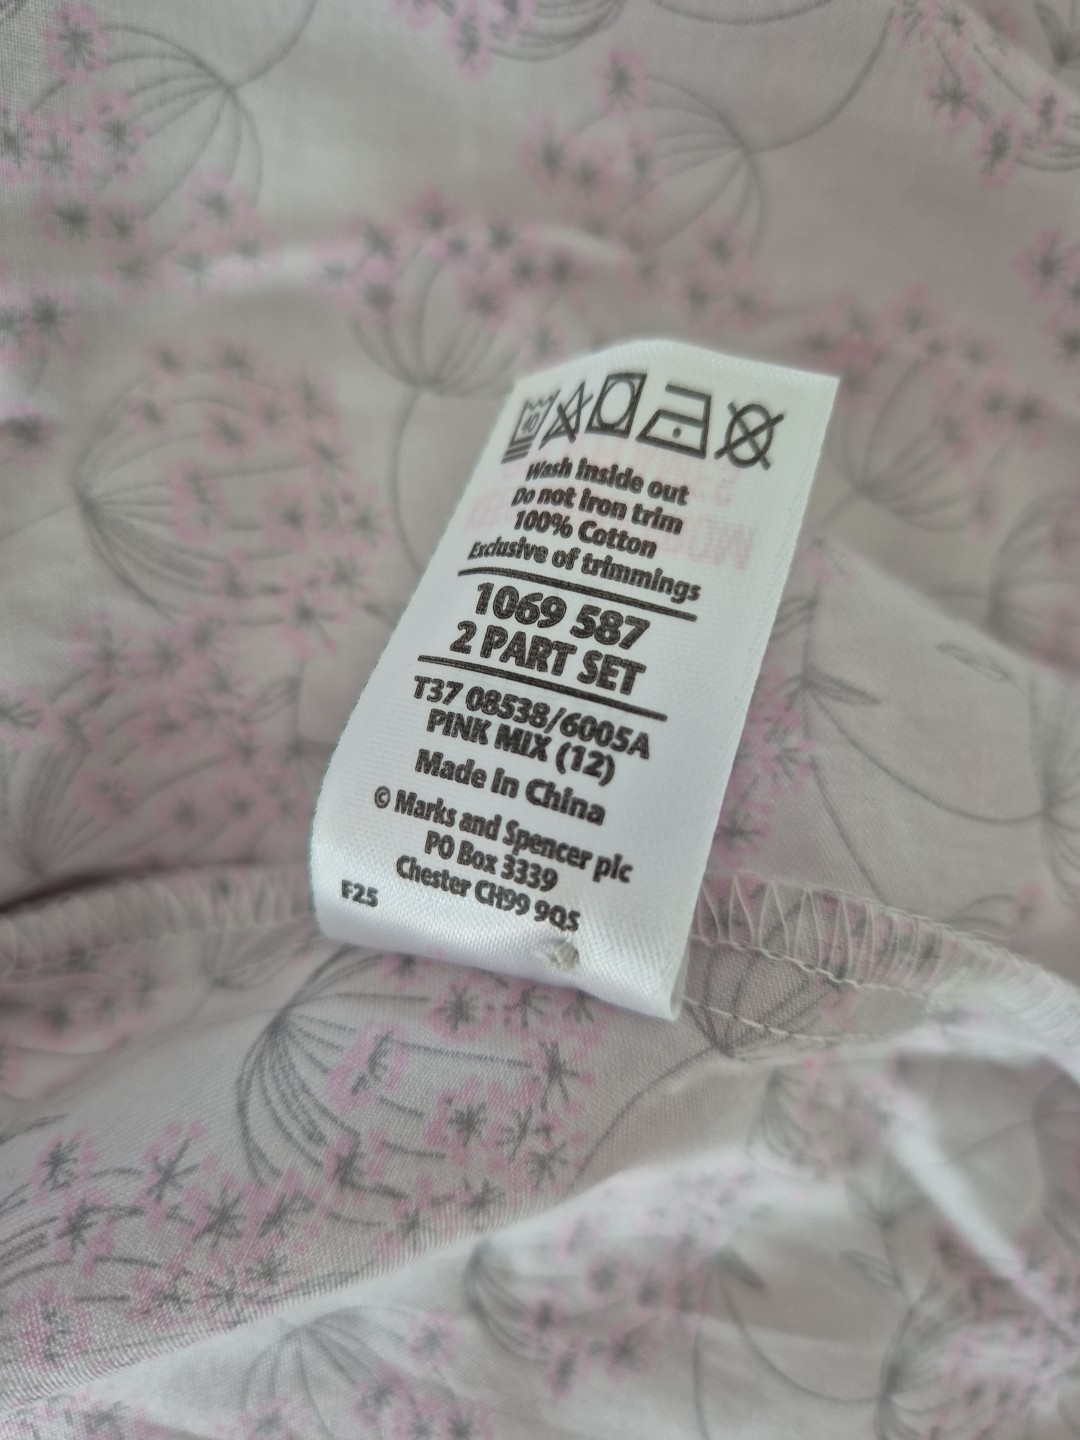 40
Wash inside out
Do not iron trim
100% Cotton
Exclusive of trimmings
1069 587
2 PART SET
T37 08538/6005A
PINK MIX (12)
Made in China
© Marks and Spencer plc
PO Box 3339
Chester CH99 9QS
F25